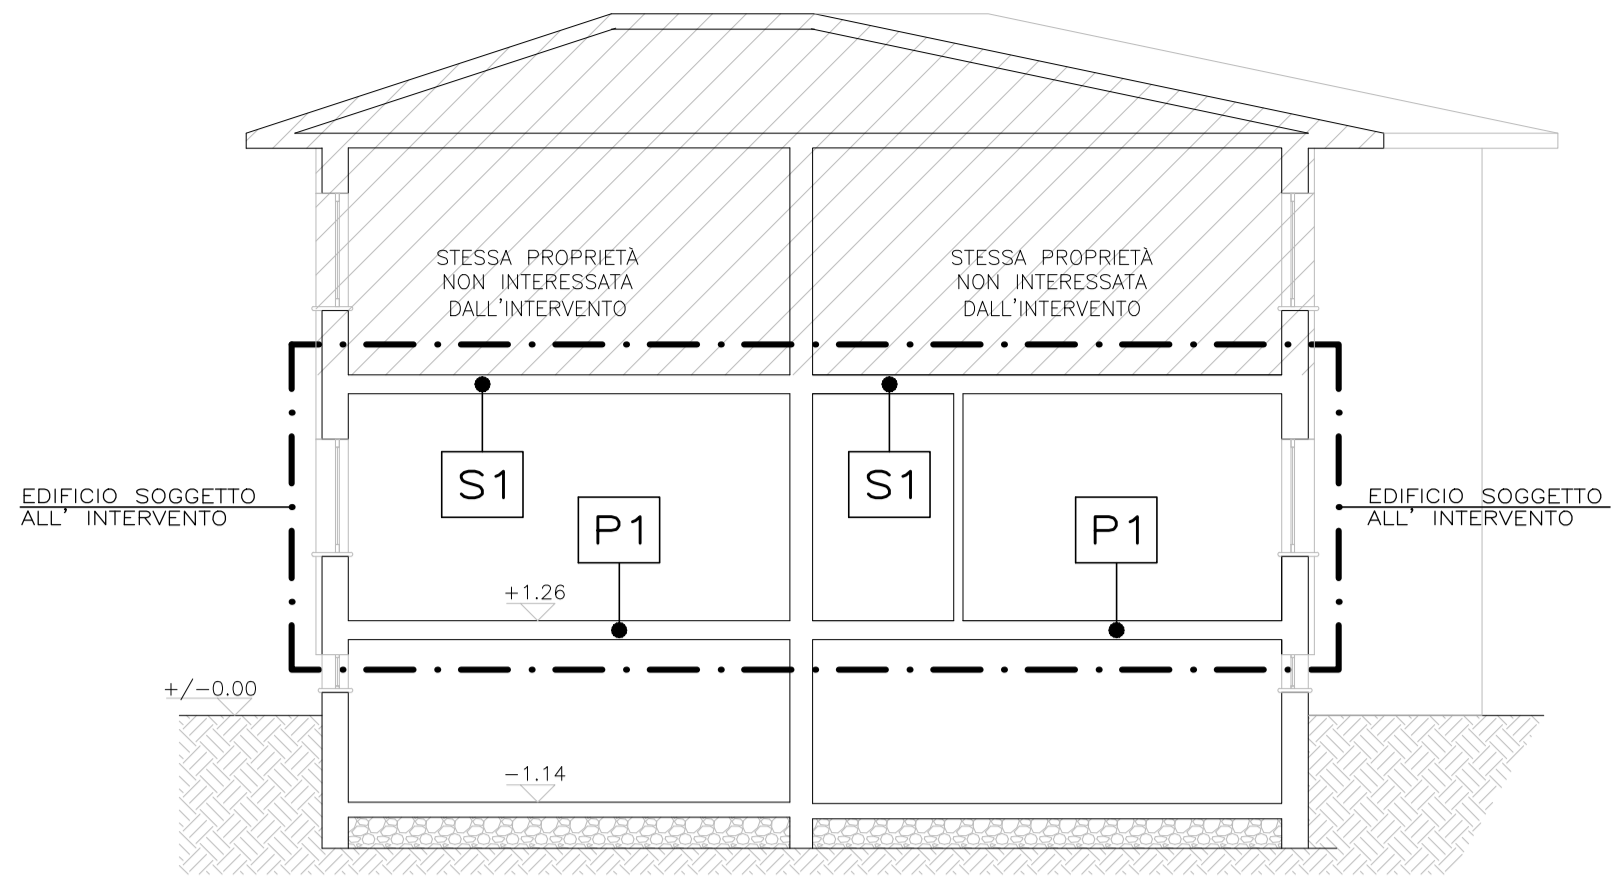 STESSA PROPRIETÀ
NON INTERESSATA
DALL'INTERVENTO
STESSA PROPRIETÀ
NON INTERESSATA
DALL'INTERVENTO
S1
S1
EDIFICIO SOGGETTO
ALL' INTERVENTO
P1
P1
EDIFICIO SOGGETTO
ALL' INTERVENTO
+1.26
+/-0.00
-1.14